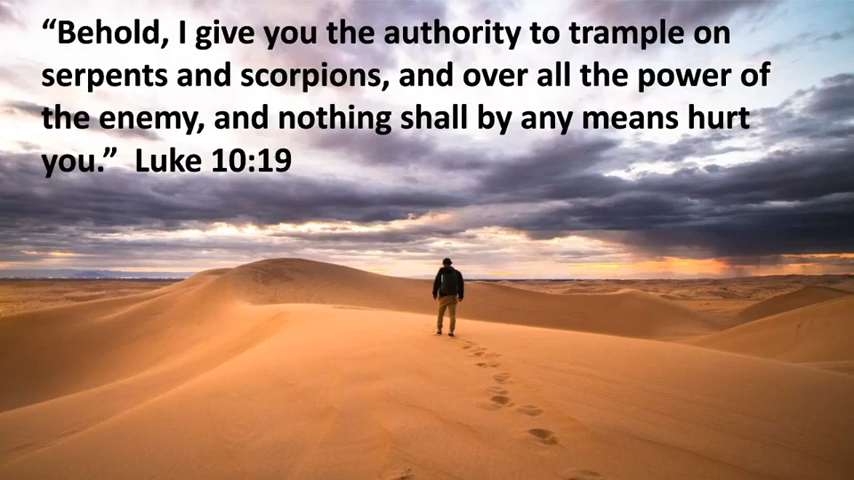 “Behold, I give you the authority to trample on
serpents and scorpions, and over all the power of
the enemy, and nothing shall by any means hurt
you.”  Luke 10:19